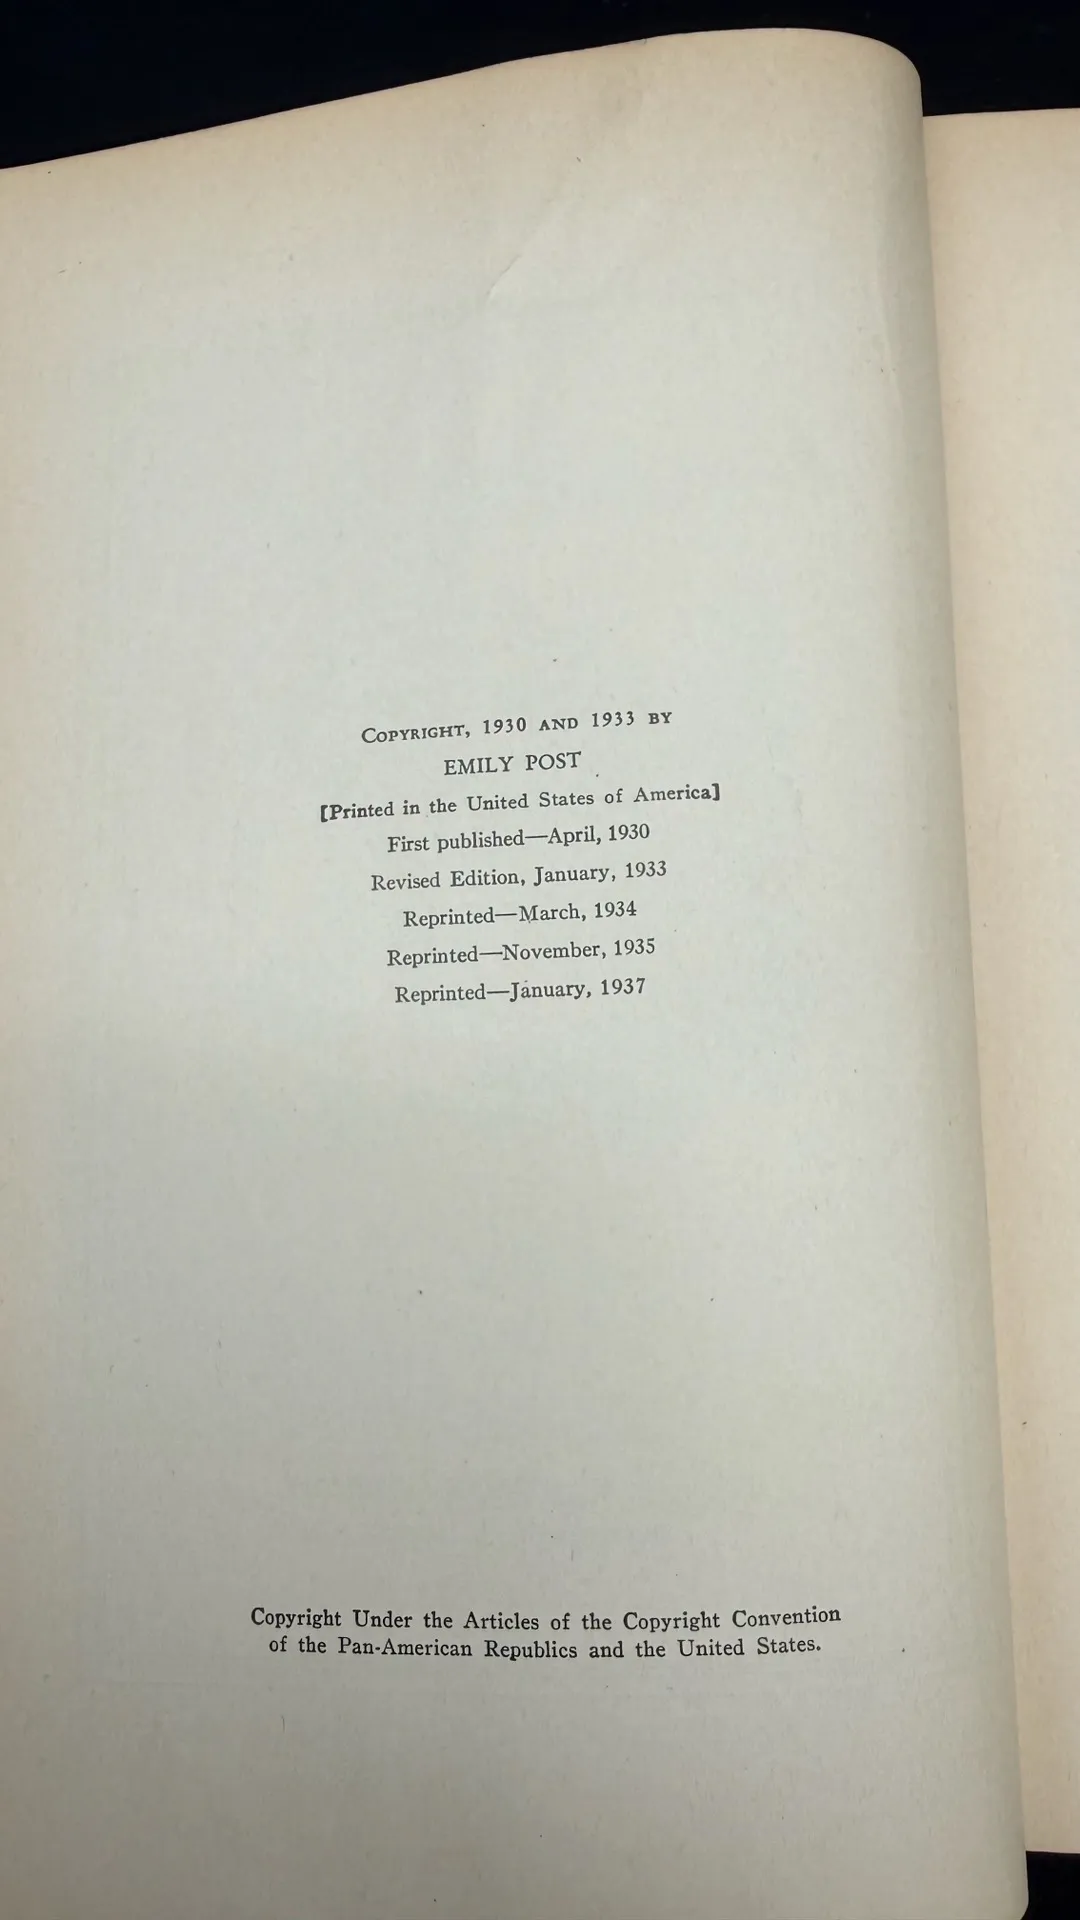 COPYRIGHT, 1930 AND 1933 BY
EMILY POST
[Printed in the United States of America]
First published—April, 1930
Revised Edition, January, 1933
Reprinted—March, 1934
Reprinted—November, 1935
Reprinted—January, 1937
Copyright Under the Articles of the Copyright Convention
of the Pan-American Republics and the United States.